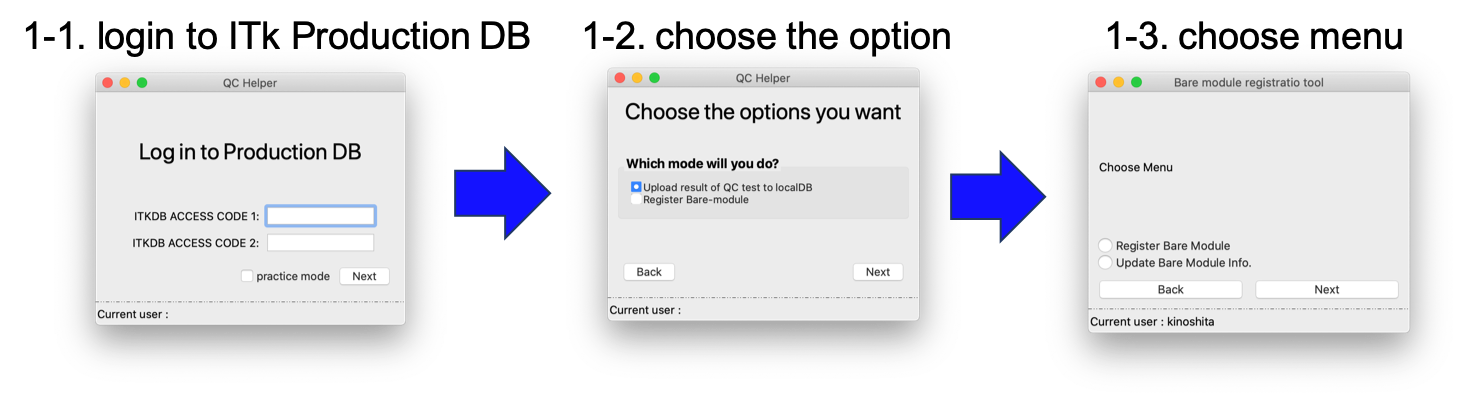 1-1. login to ITk Production DB
QC Helper
Log in to Production DB
ITKDB ACCESS CODE 1:
ITKDB ACCESS CODE 2:
practice mode
Next
Current user :
1-2. choose the option
QC Helper
Choose the options you want
Which mode will you do?
Upload result of QC test to localDB
Register Bare-module
Back
Next
Current user :
1-3. choose menu
Bare module registratio tool
Choose Menu
Register Bare Module
Update Bare Module Info.
Back
Next
Current user : kinoshita